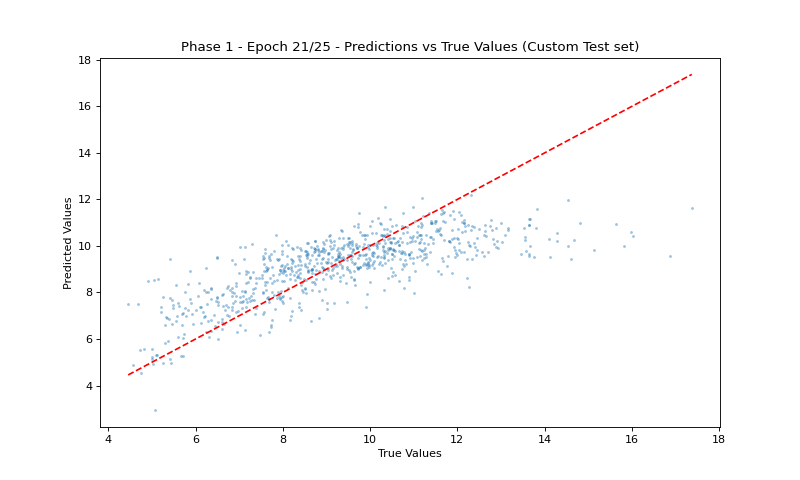 Phase 1 - Epoch 21/25 - Predictions vs True Values (Custom Test set)
18
16
14
12
10
8
6
4
Predicted Values
4 6 8 10 12 14 16 18
True Values